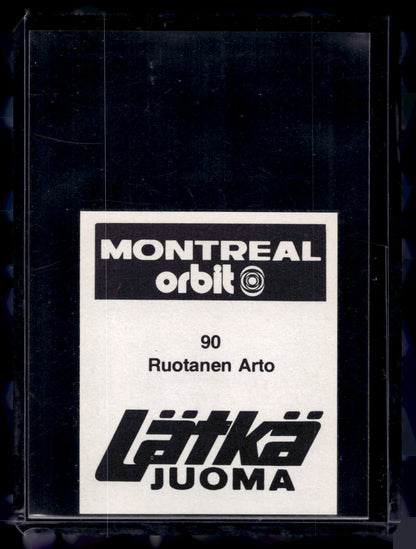 MONTREAL
orbit
90
Ruotanen Arto
Lätkä
JUOMA